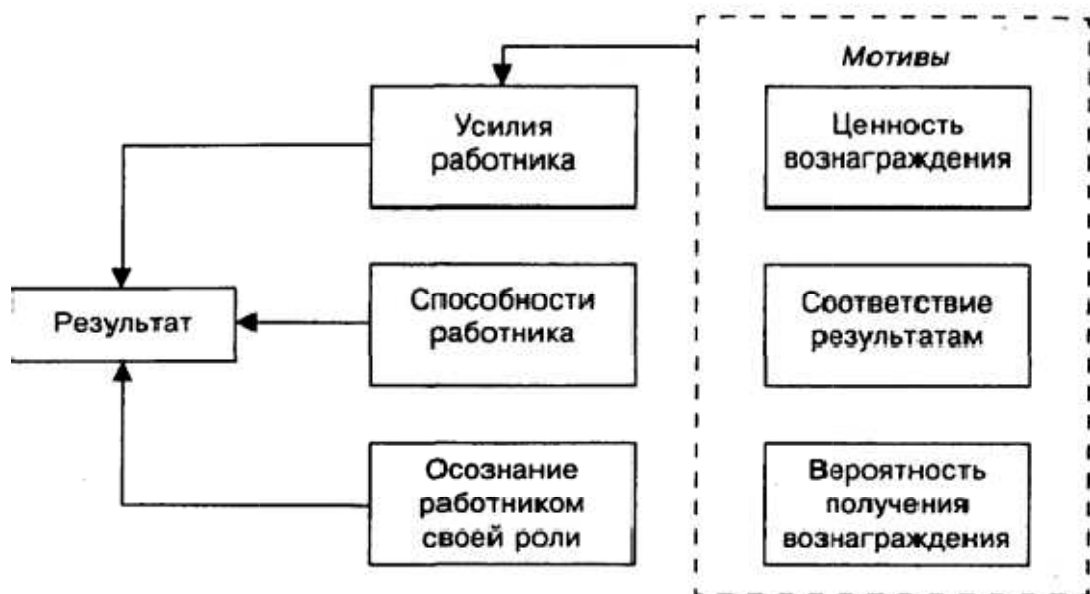 Мотивы
Усилия
работника
Ценность
вознаграждения
Результат
Способности
работника
Соответствие
результатам
Осознание
работником
своей роли
Вероятность
получения
вознаграждения